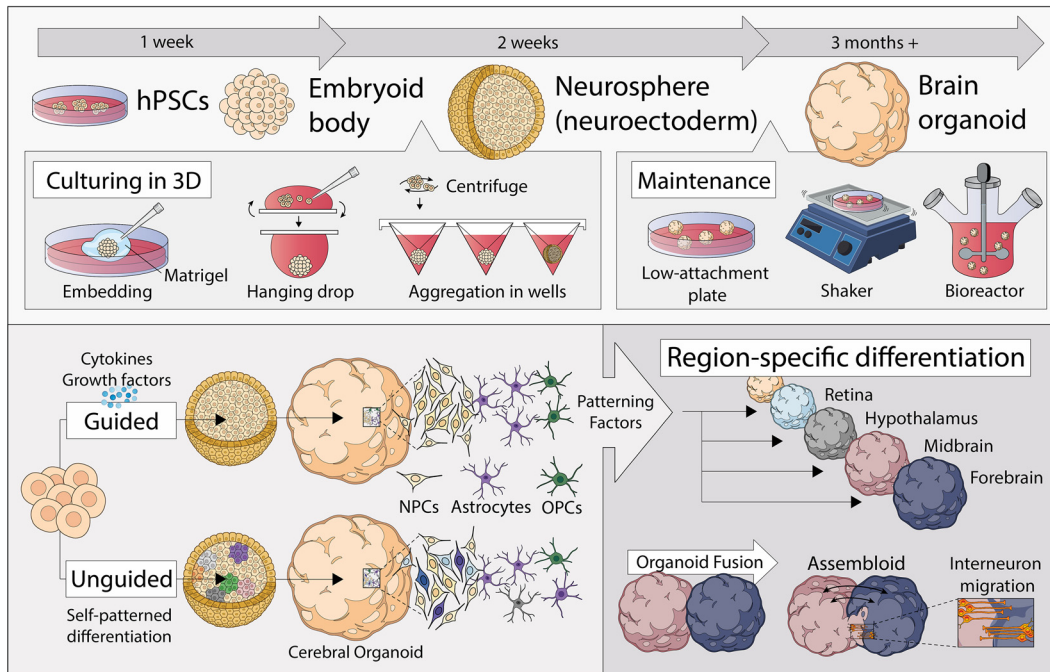 1 week
2 weeks
3 months +
hPSCs
Embryoid
body
Neurosphere
(neuroectoderm)
Brain
organoid
Culturing in 3D
Matrigel
Embedding
Hanging drop
Centrifuge
Aggregation in wells
Maintenance
Low-attachment
plate
Shaker
Bioreactor
Cytokines
Growth factors
Guided
Unguided
Self-patterned
differentiation
NPCs
Astrocytes
OPCs
Cerebral Organoid
Patterning
Factors
Region-specific differentiation
Retina
Hypothalamus
Midbrain
Forebrain
Organoid Fusion
Assembloid
Interneuron
migration